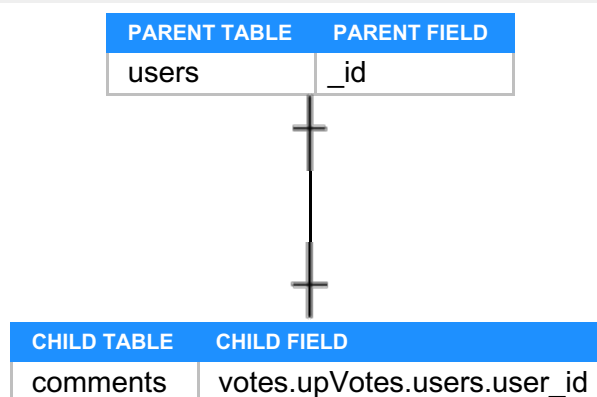 PARENT TABLE PARENT FIELD
users _id
CHILD TABLE CHILD FIELD
comments votes.upVotes.users.user_id